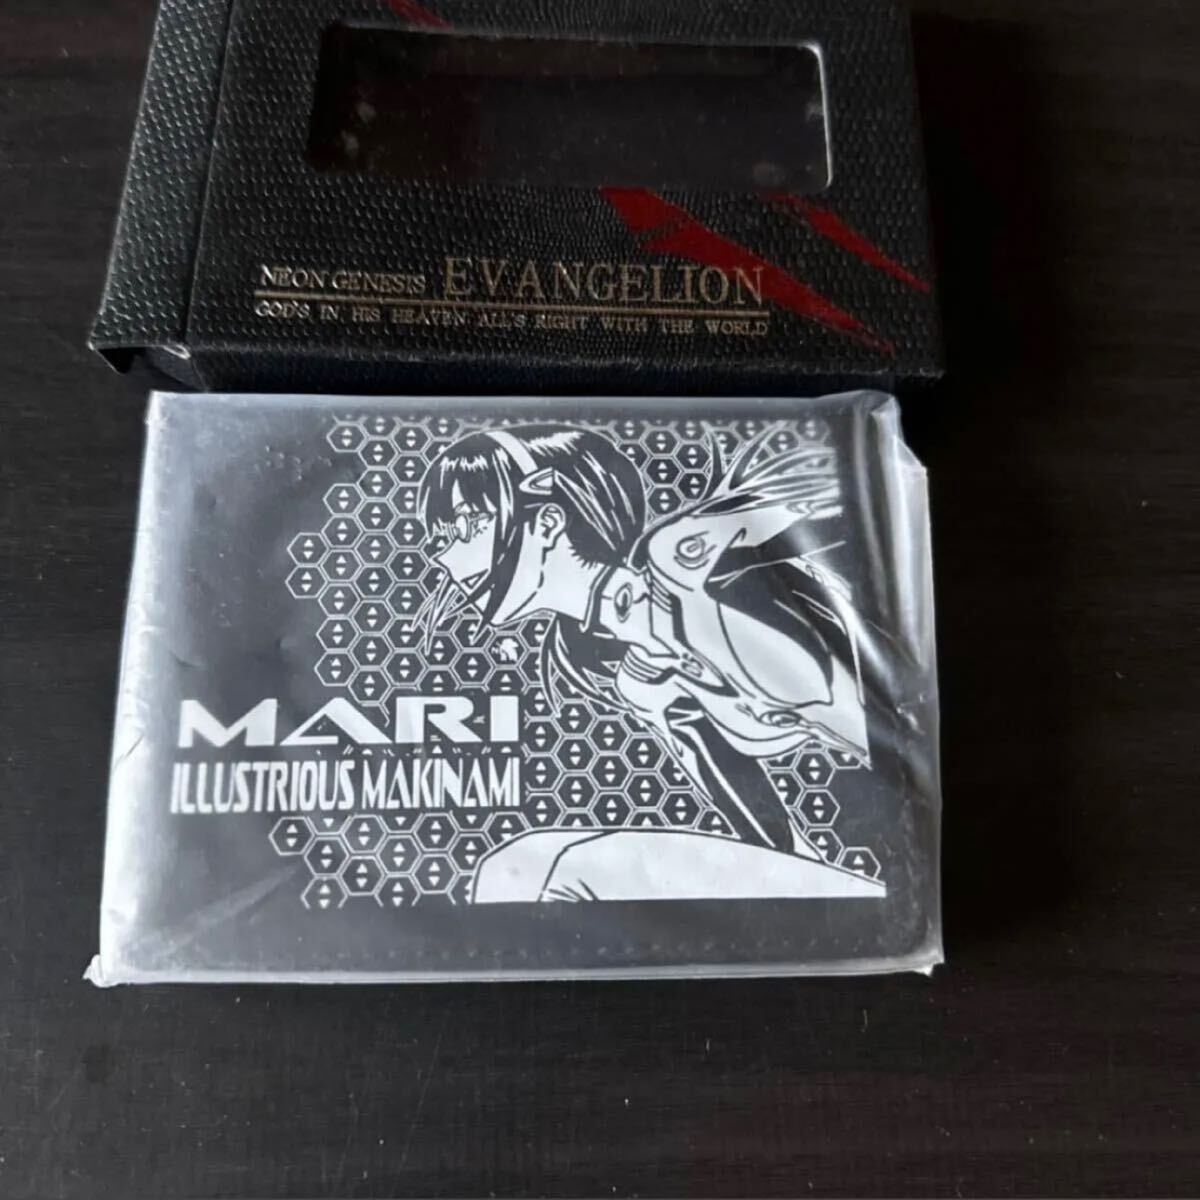 NEON GENESIS EVANGELION
GOD'S IN HIS HEAVEN ALL'S RIGHT WITH THE WORLD
MARI
ILLUSTRIOUS MAKINAMI